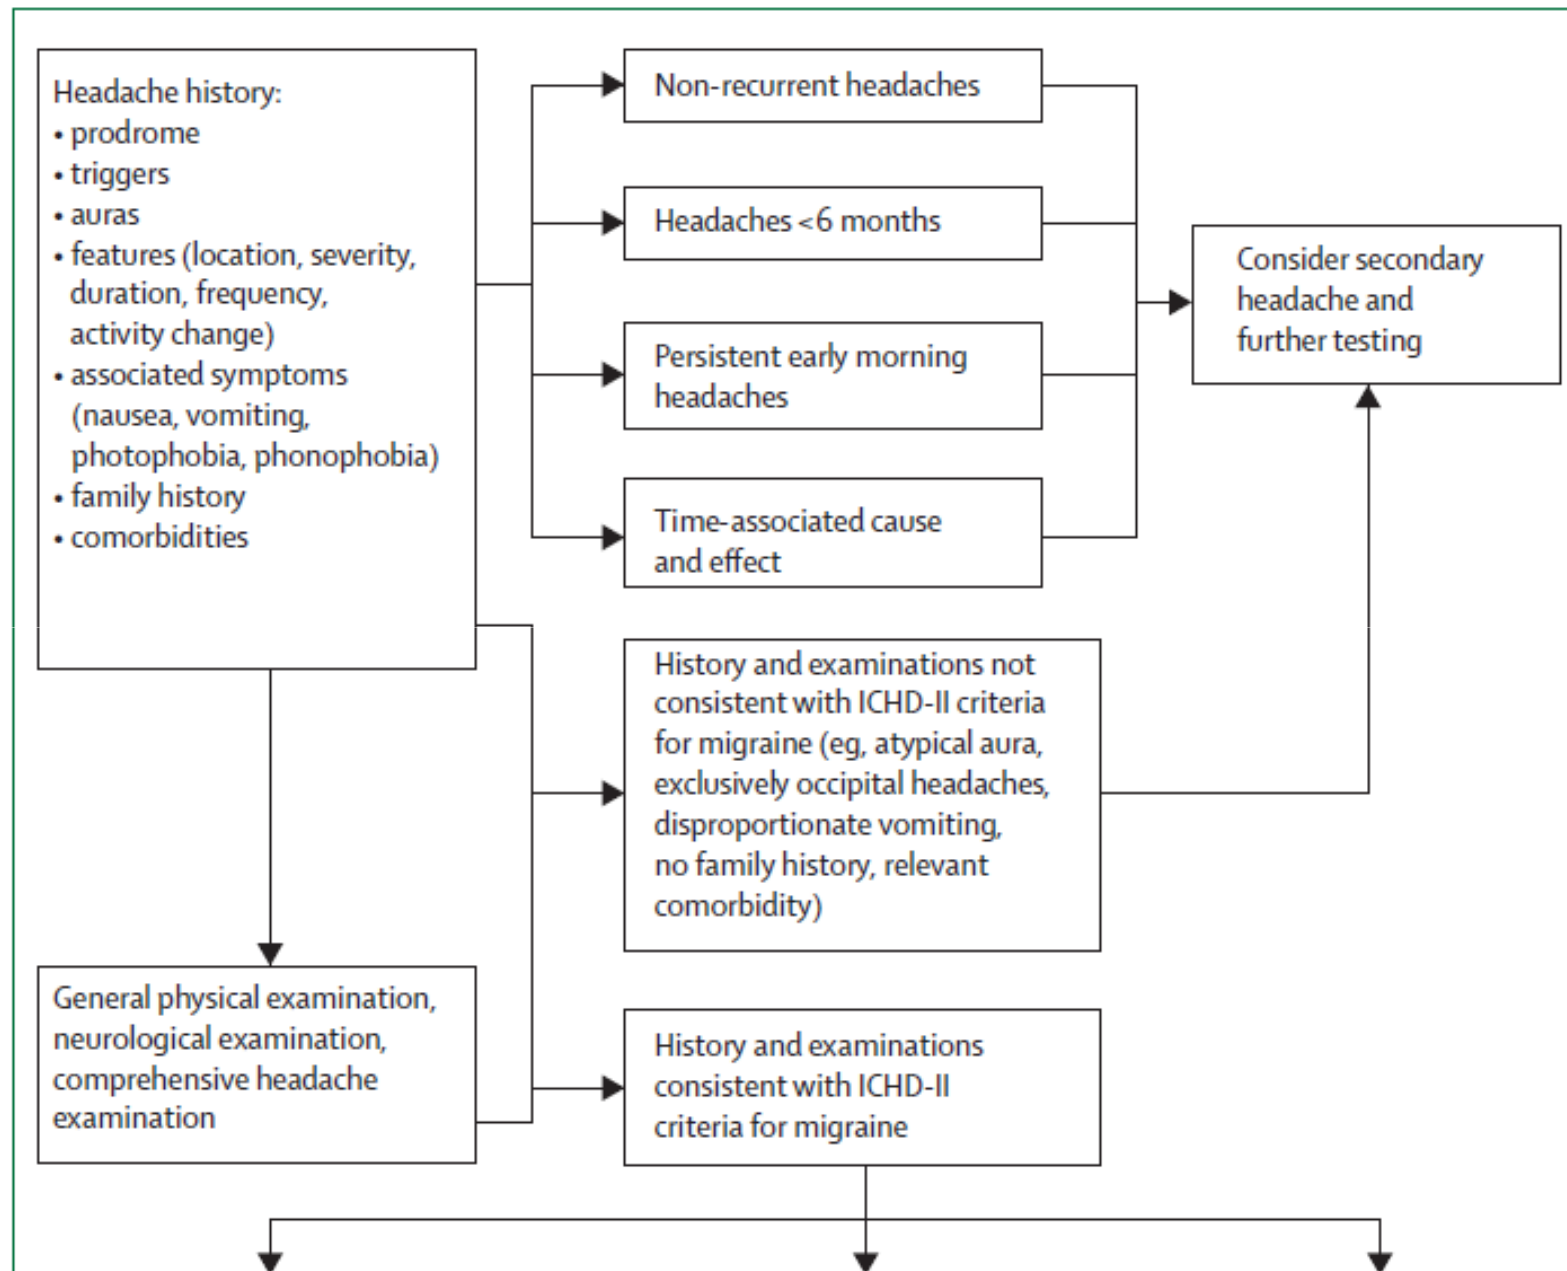 Headache history:
• prodrome
• triggers
• auras
• features (location, severity,
duration, frequency,
activity change)
• associated symptoms
(nausea, vomiting,
photophobia, phonophobia)
• family history
• comorbidities
Non-recurrent headaches
Headaches <6 months
Persistent early morning
headaches
Time-associated cause
and effect
Consider secondary
headache and
further testing
History and examinations not
consistent with ICHD-II criteria
for migraine (eg, atypical aura,
exclusively occipital headaches,
disproportionate vomiting,
no family history, relevant
comorbidity)
General physical examination,
neurological examination,
comprehensive headache
examination
History and examinations
consistent with ICHD-II
criteria for migraine